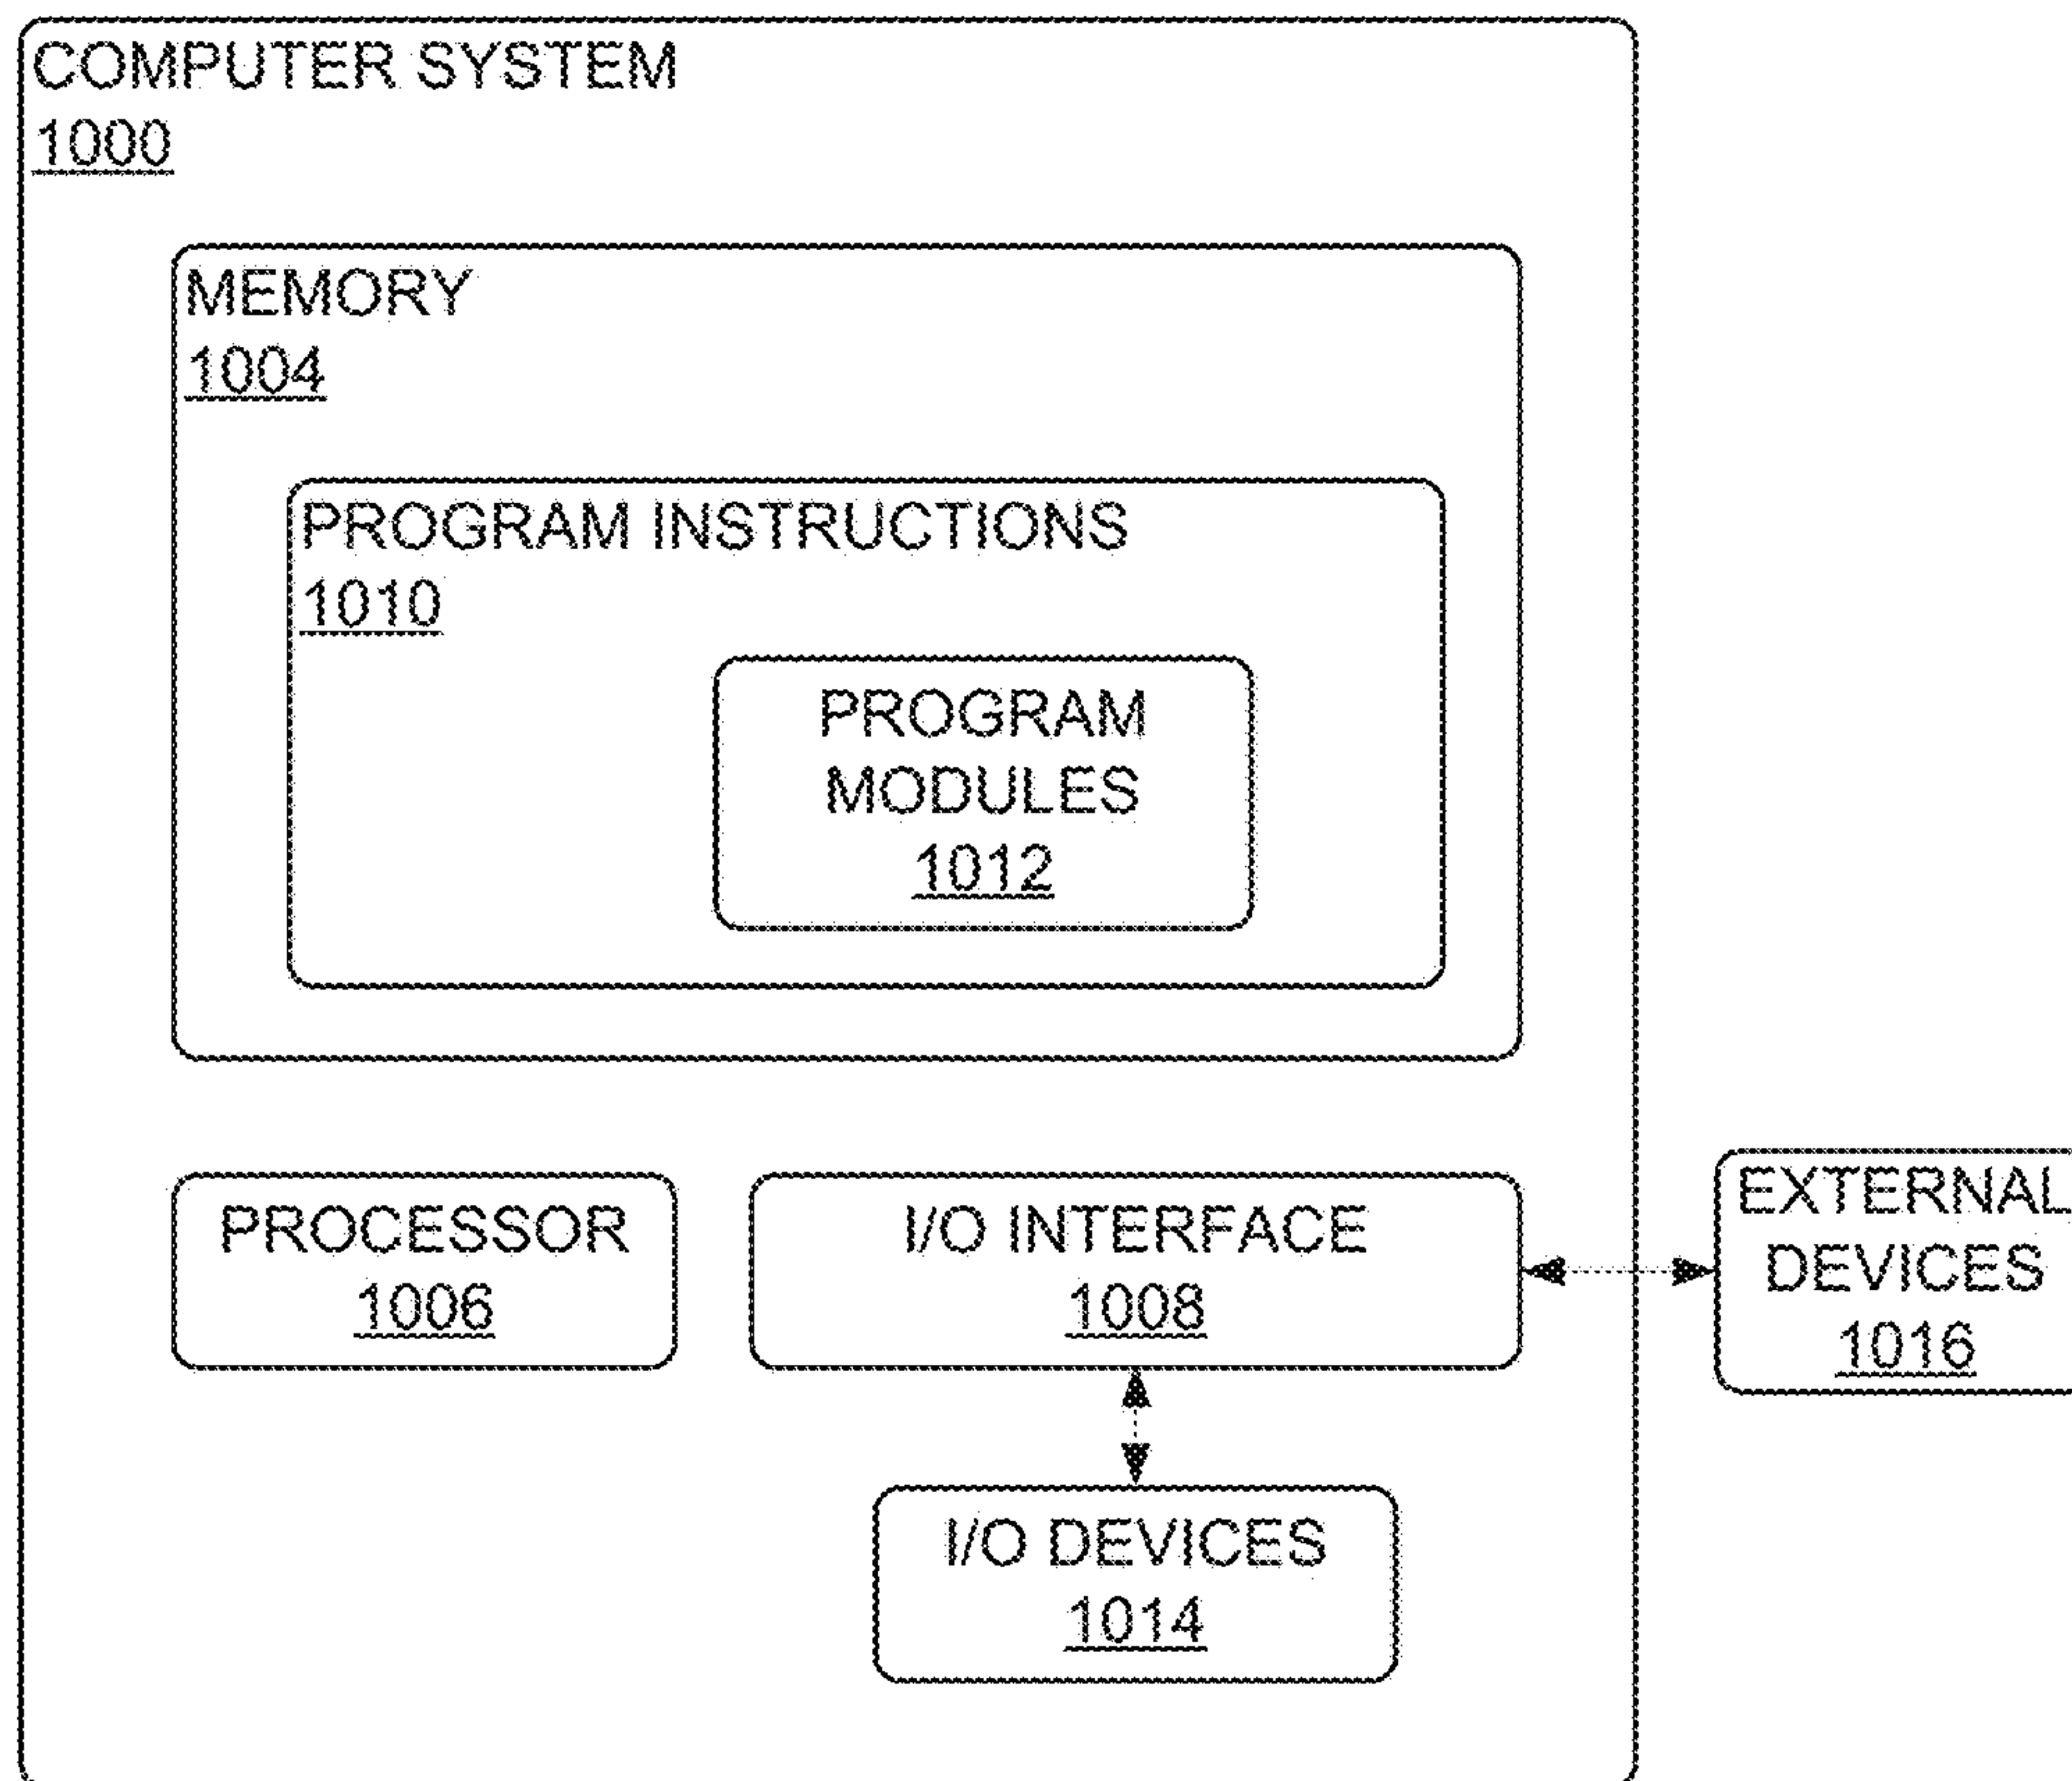 COMPUTER SYSTEM
1000
MEMORY
1004
PROGRAM INSTRUCTIONS
1010
PROGRAM
MODULES
1012
PROCESSOR
1006
I/O INTERFACE
1008
EXTERNAL
DEVICES
1016
I/O DEVICES
1014